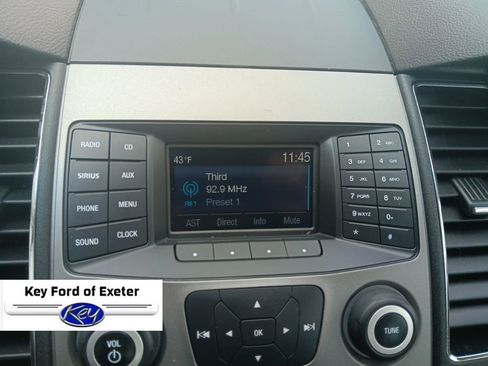 RADIO CD
SIRIUS AUX
PHONE MENU
SOUND CLOCK
43°F 11:45
Third
92.9 MHz
FM 1 Preset 1
AST Direct Info Mute
1 2 ABC
3 DEF 4 GHI
5 JKL 6 MNO
7 PQRS 8 TUV
9 WXYZ 0
* #
Key Ford of Exeter
Key
VOL
OK
TUNE